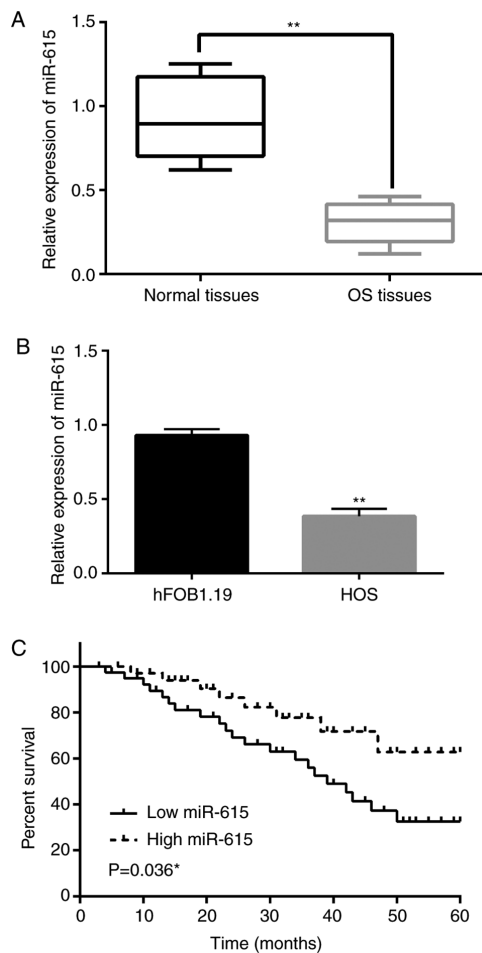 A
Relative expression of miR-615
1.5
1.0
0.5
0.0
**
Normal tissues
OS tissues
B
Relative expression of miR-615
1.5
1.0
0.5
0.0
**
hFOB1.19
HOS
C
Percent survival
100
80
60
40
20
0
Low miR-615
High miR-615
P=0.036*
0
10
20
30
40
50
60
Time (months)